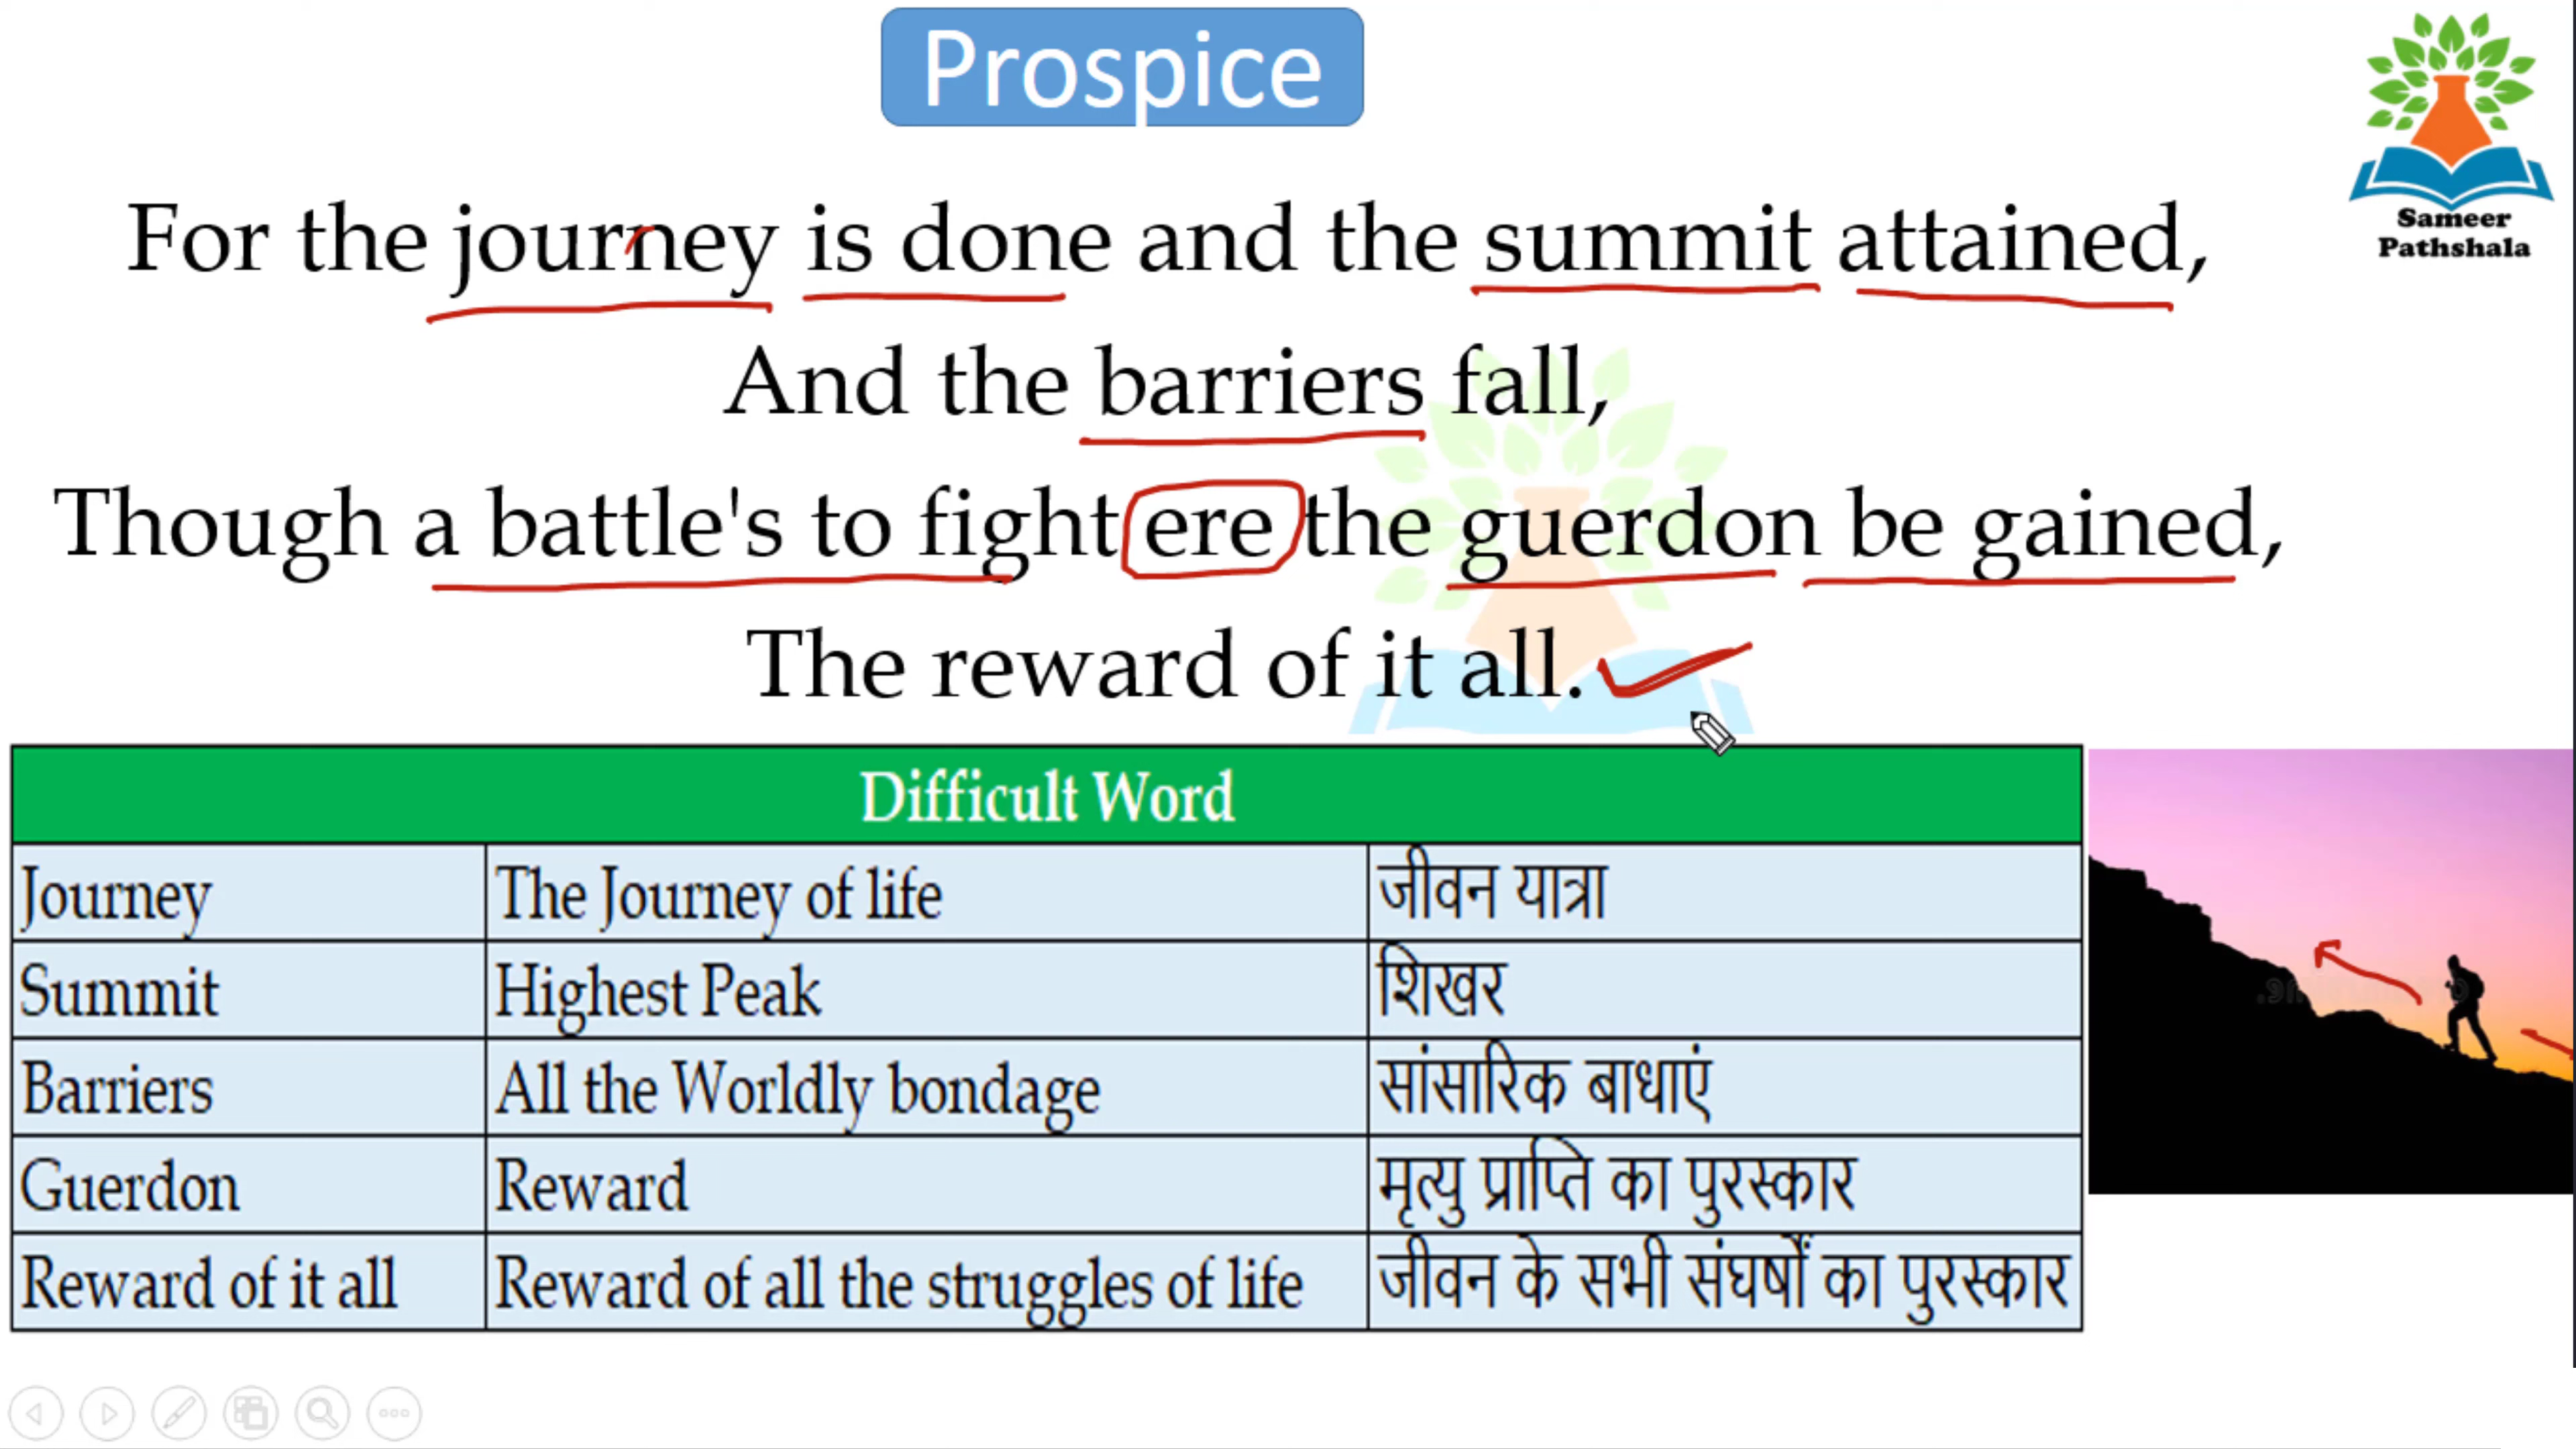 Prospice
Sameer
Pathshala
For the journey is done and the summit attained,
And the barriers fall,
Though a battle's to fight ere the guerdon be gained,
The reward of it all.
Difficult Word
Journey The Journey of life जीवन यात्रा
Summit Highest Peak शिखर
Barriers All the Worldly bondage सांसारिक बाधाएं
Guerdon Reward मृत्यु प्राप्ति का पुरस्कार
Reward of it all Reward of all the struggles of life जीवन के सभी संघर्षों का पुरस्कार